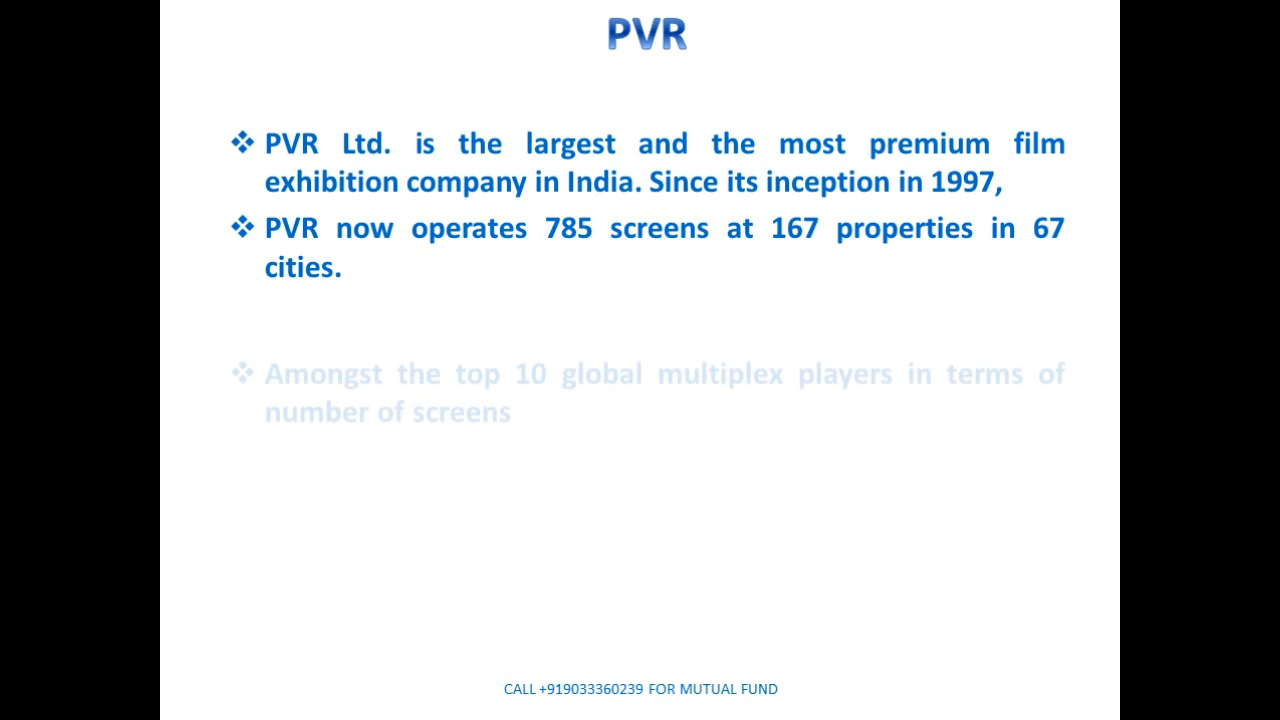 PVR
❖ PVR Ltd. is the largest and the most premium film
exhibition company in India. Since its inception in 1997,
❖ PVR now operates 785 screens at 167 properties in 67
cities.
❖ Amongst the top 10 global multiplex players in terms of
number of screens
CALL +919033360239 FOR MUTUAL FUND